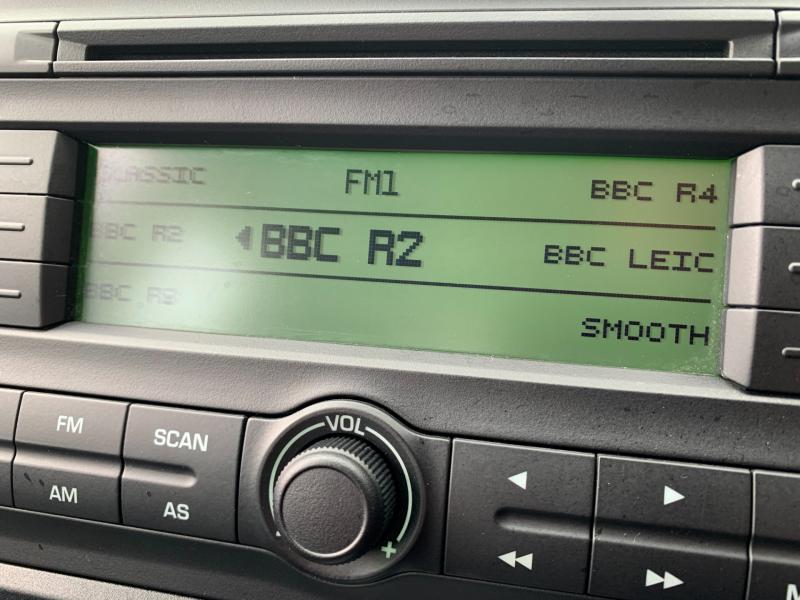 CLASSIC FM1 BBC R4
BBC R2 BBC R2 BBC LEIC
BBC R3 SMOOTH
FM SCAN VOL
AM AS +